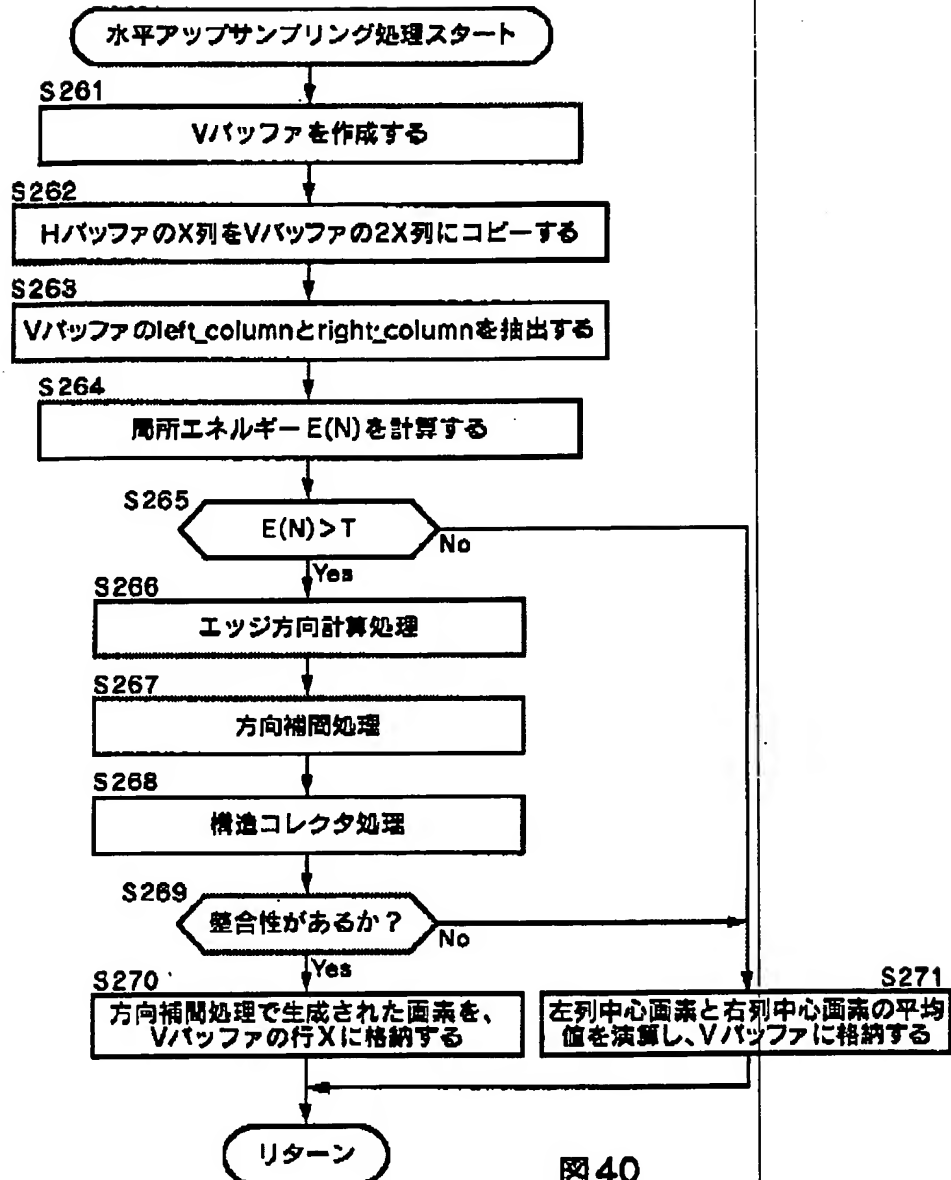 水平アップサンプリング処理スタート
S261
Vバッファを作成する
S262
HバッファのX列をVバッファの2X列にコピーする
S263
Vバッファのleft_columnとright_columnを抽出する
S264
局所エネルギーE(N)を計算する
S265
E(N)>T
No
Yes
S266
エッジ方向計算処理
S267
方向補間処理
S268
構造コレクタ処理
S269
整合性があるか？
No
Yes
S270
方向補間処理で生成された画素を、
Vバッファの行Xに格納する
S271
左列中心画素と右列中心画素の平均
値を演算し、Vバッファに格納する
リターン
図40